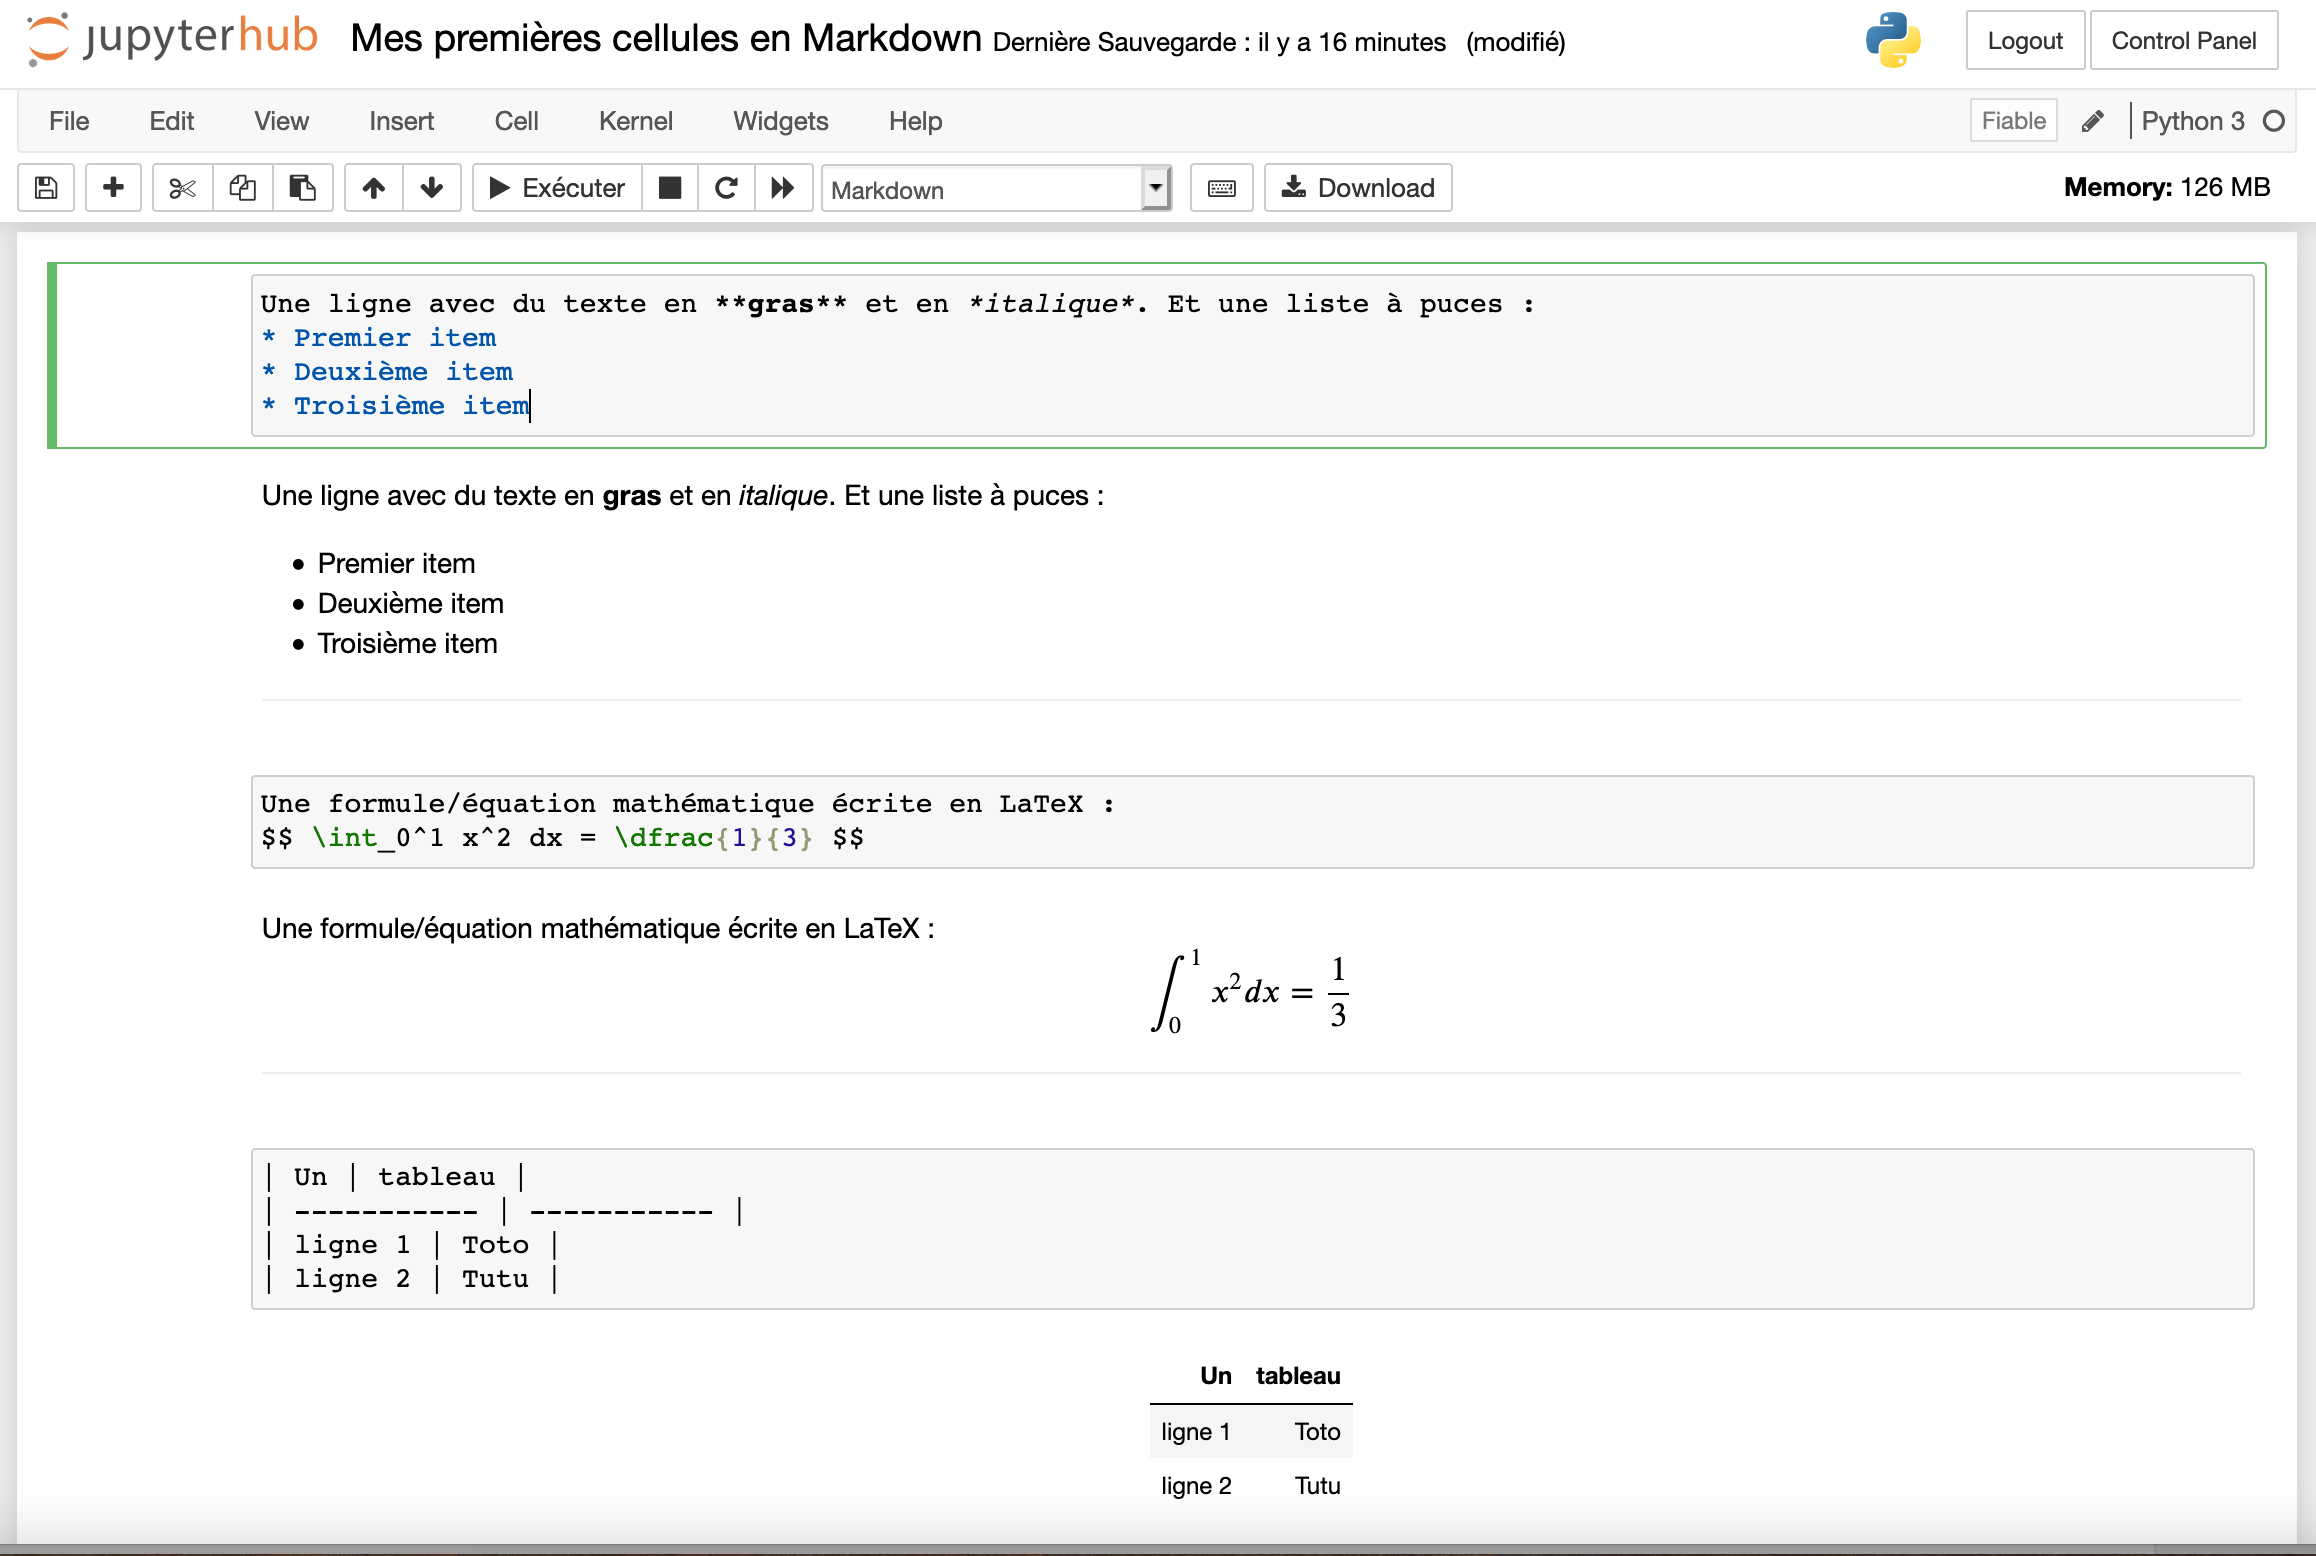 jupyterhub Mes premières cellules en Markdown Dernière Sauvegarde : il y a 16 minutes (modifié) Logout Control Panel
File Edit View Insert Cell Kernel Widgets Help Fiable Python 3
Exécuter Markdown Download Memory: 126 MB
Une ligne avec du texte en **gras** et en *italique*. Et une liste à puces :
* Premier item
* Deuxième item
* Troisième item
Une ligne avec du texte en gras et en italique. Et une liste à puces :
• Premier item
• Deuxième item
• Troisième item
Une formule/équation mathématique écrite en LaTeX :
$$ \int_0^1 x^2 dx = \dfrac{1}{3} $$
Une formule/équation mathématique écrite en LaTeX :
∫₀¹ x² dx = 1/3
| Un | tableau |
| ----------- | ----------- |
| ligne 1 | Toto |
| ligne 2 | Tutu |
Un tableau
ligne 1 Toto
ligne 2 Tutu